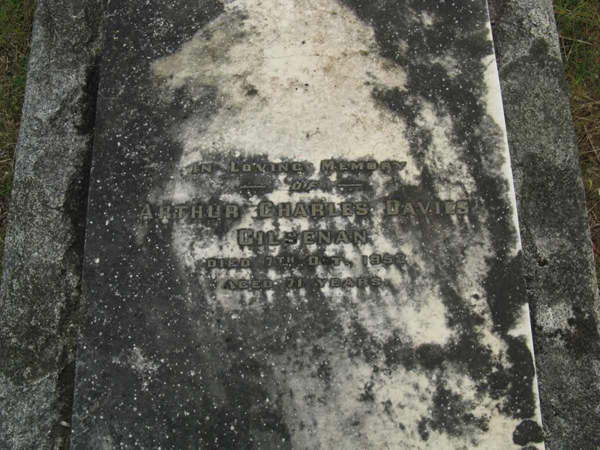 In Loving Memory
of
Arthur Charles Davies
Gilsenan
Died 7th Oct.
Aged 71 Years.